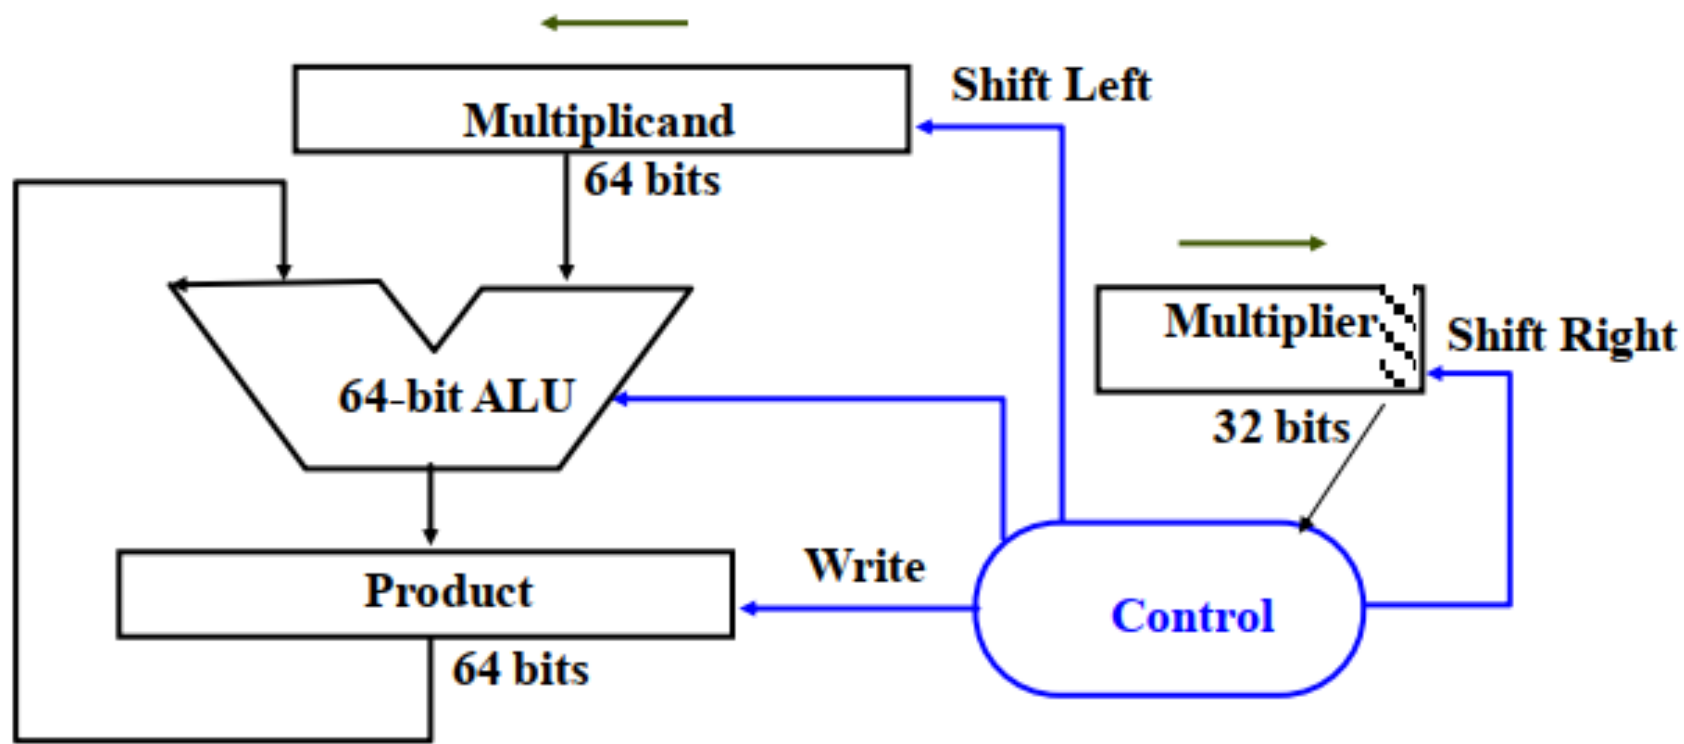 Shift Left
Multiplicand
64 bits
Multiplier
Shift Right
64-bit ALU
32 bits
Write
Product
Control
64 bits